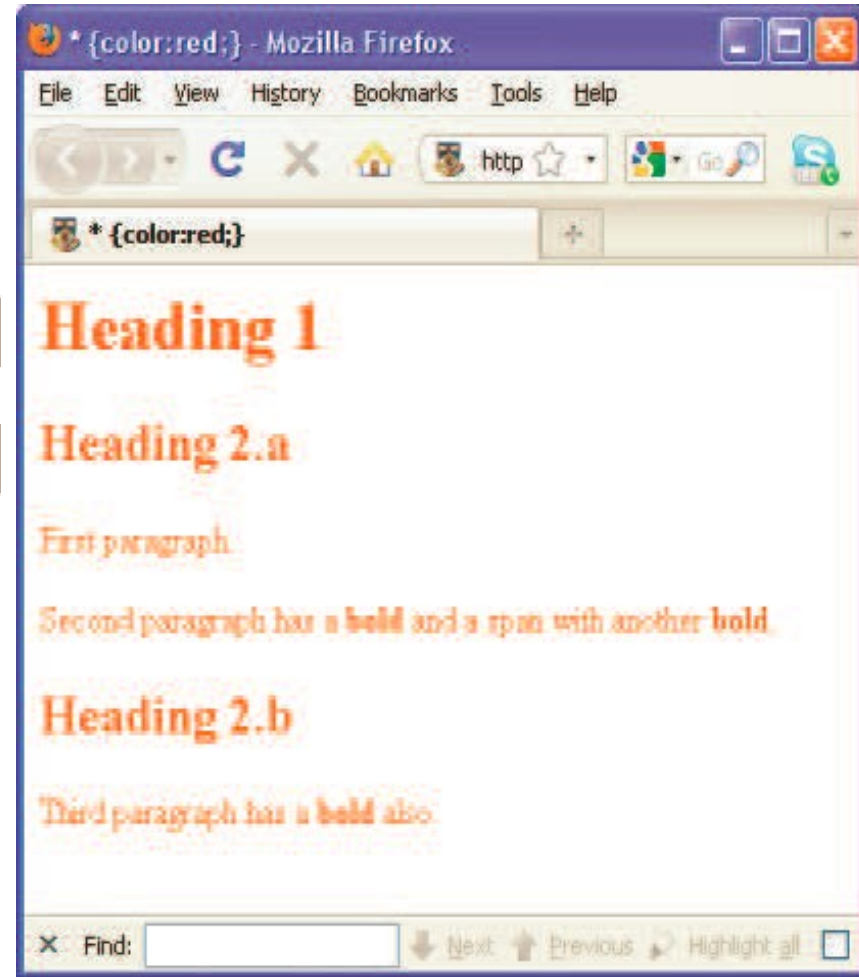 * {color:red;} - Mozilla Firefox
File Edit View History Bookmarks Tools Help
http Go
* {color:red;}
Heading 1
Heading 2.a
First paragraph.
Second paragraph has a bold and a span with another bold.
Heading 2.b
Third paragraph has a bold also.
Find: Next Previous Highlight all